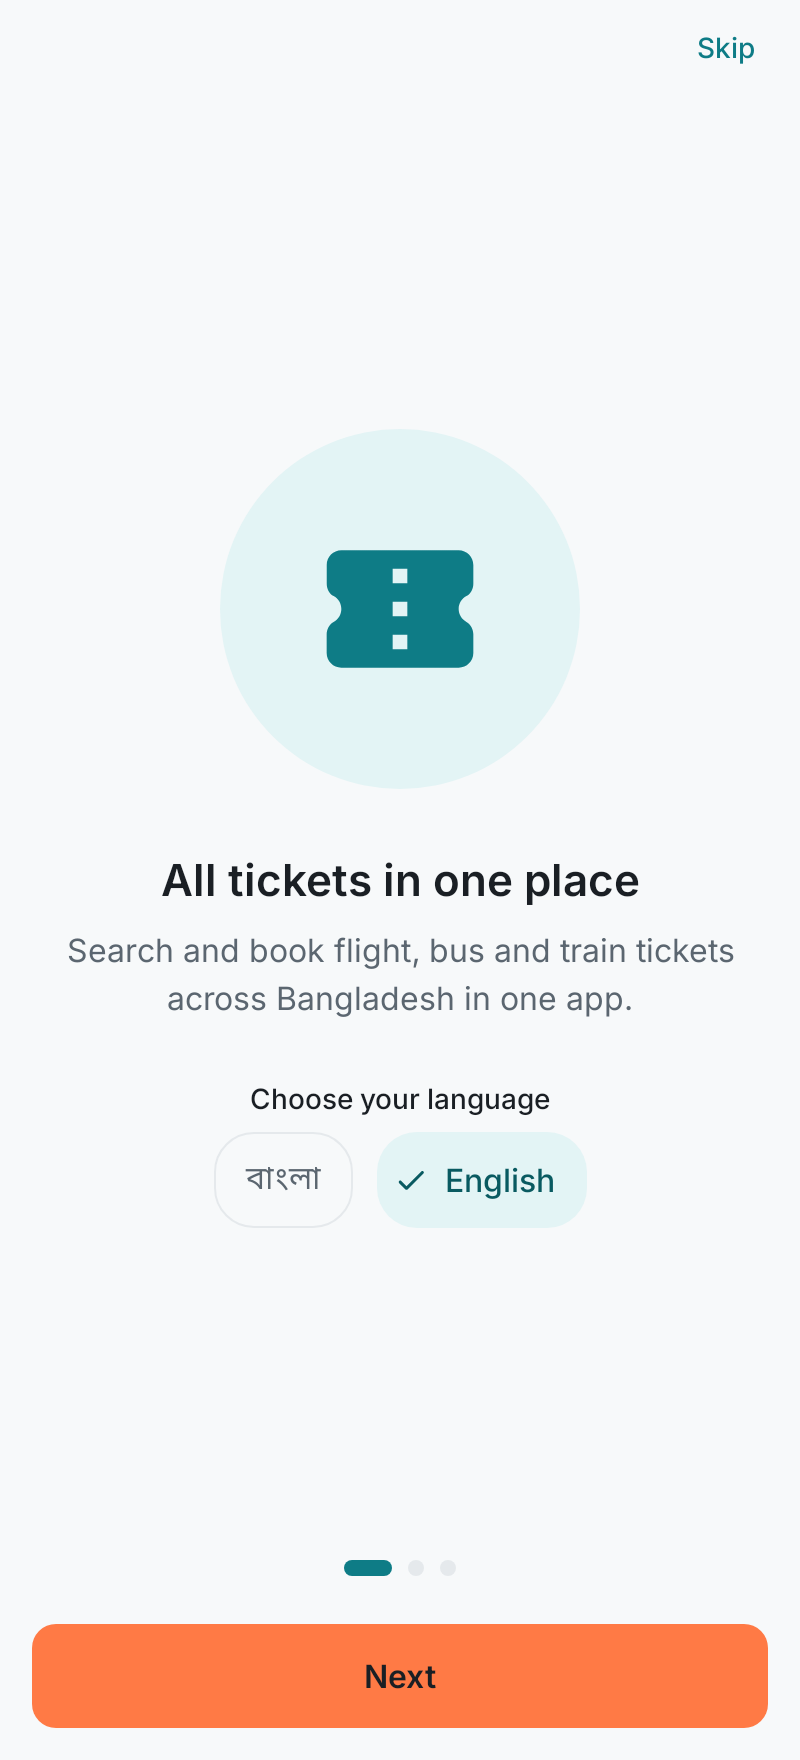 Skip
All tickets in one place
Search and book flight, bus and train tickets
across Bangladesh in one app.
Choose your language
বাংলা
English
Next